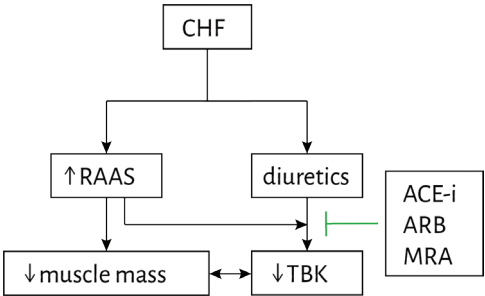 CHF
↑RAAS
diuretics
ACE-i
ARB
MRA
↓muscle mass
↓TBK